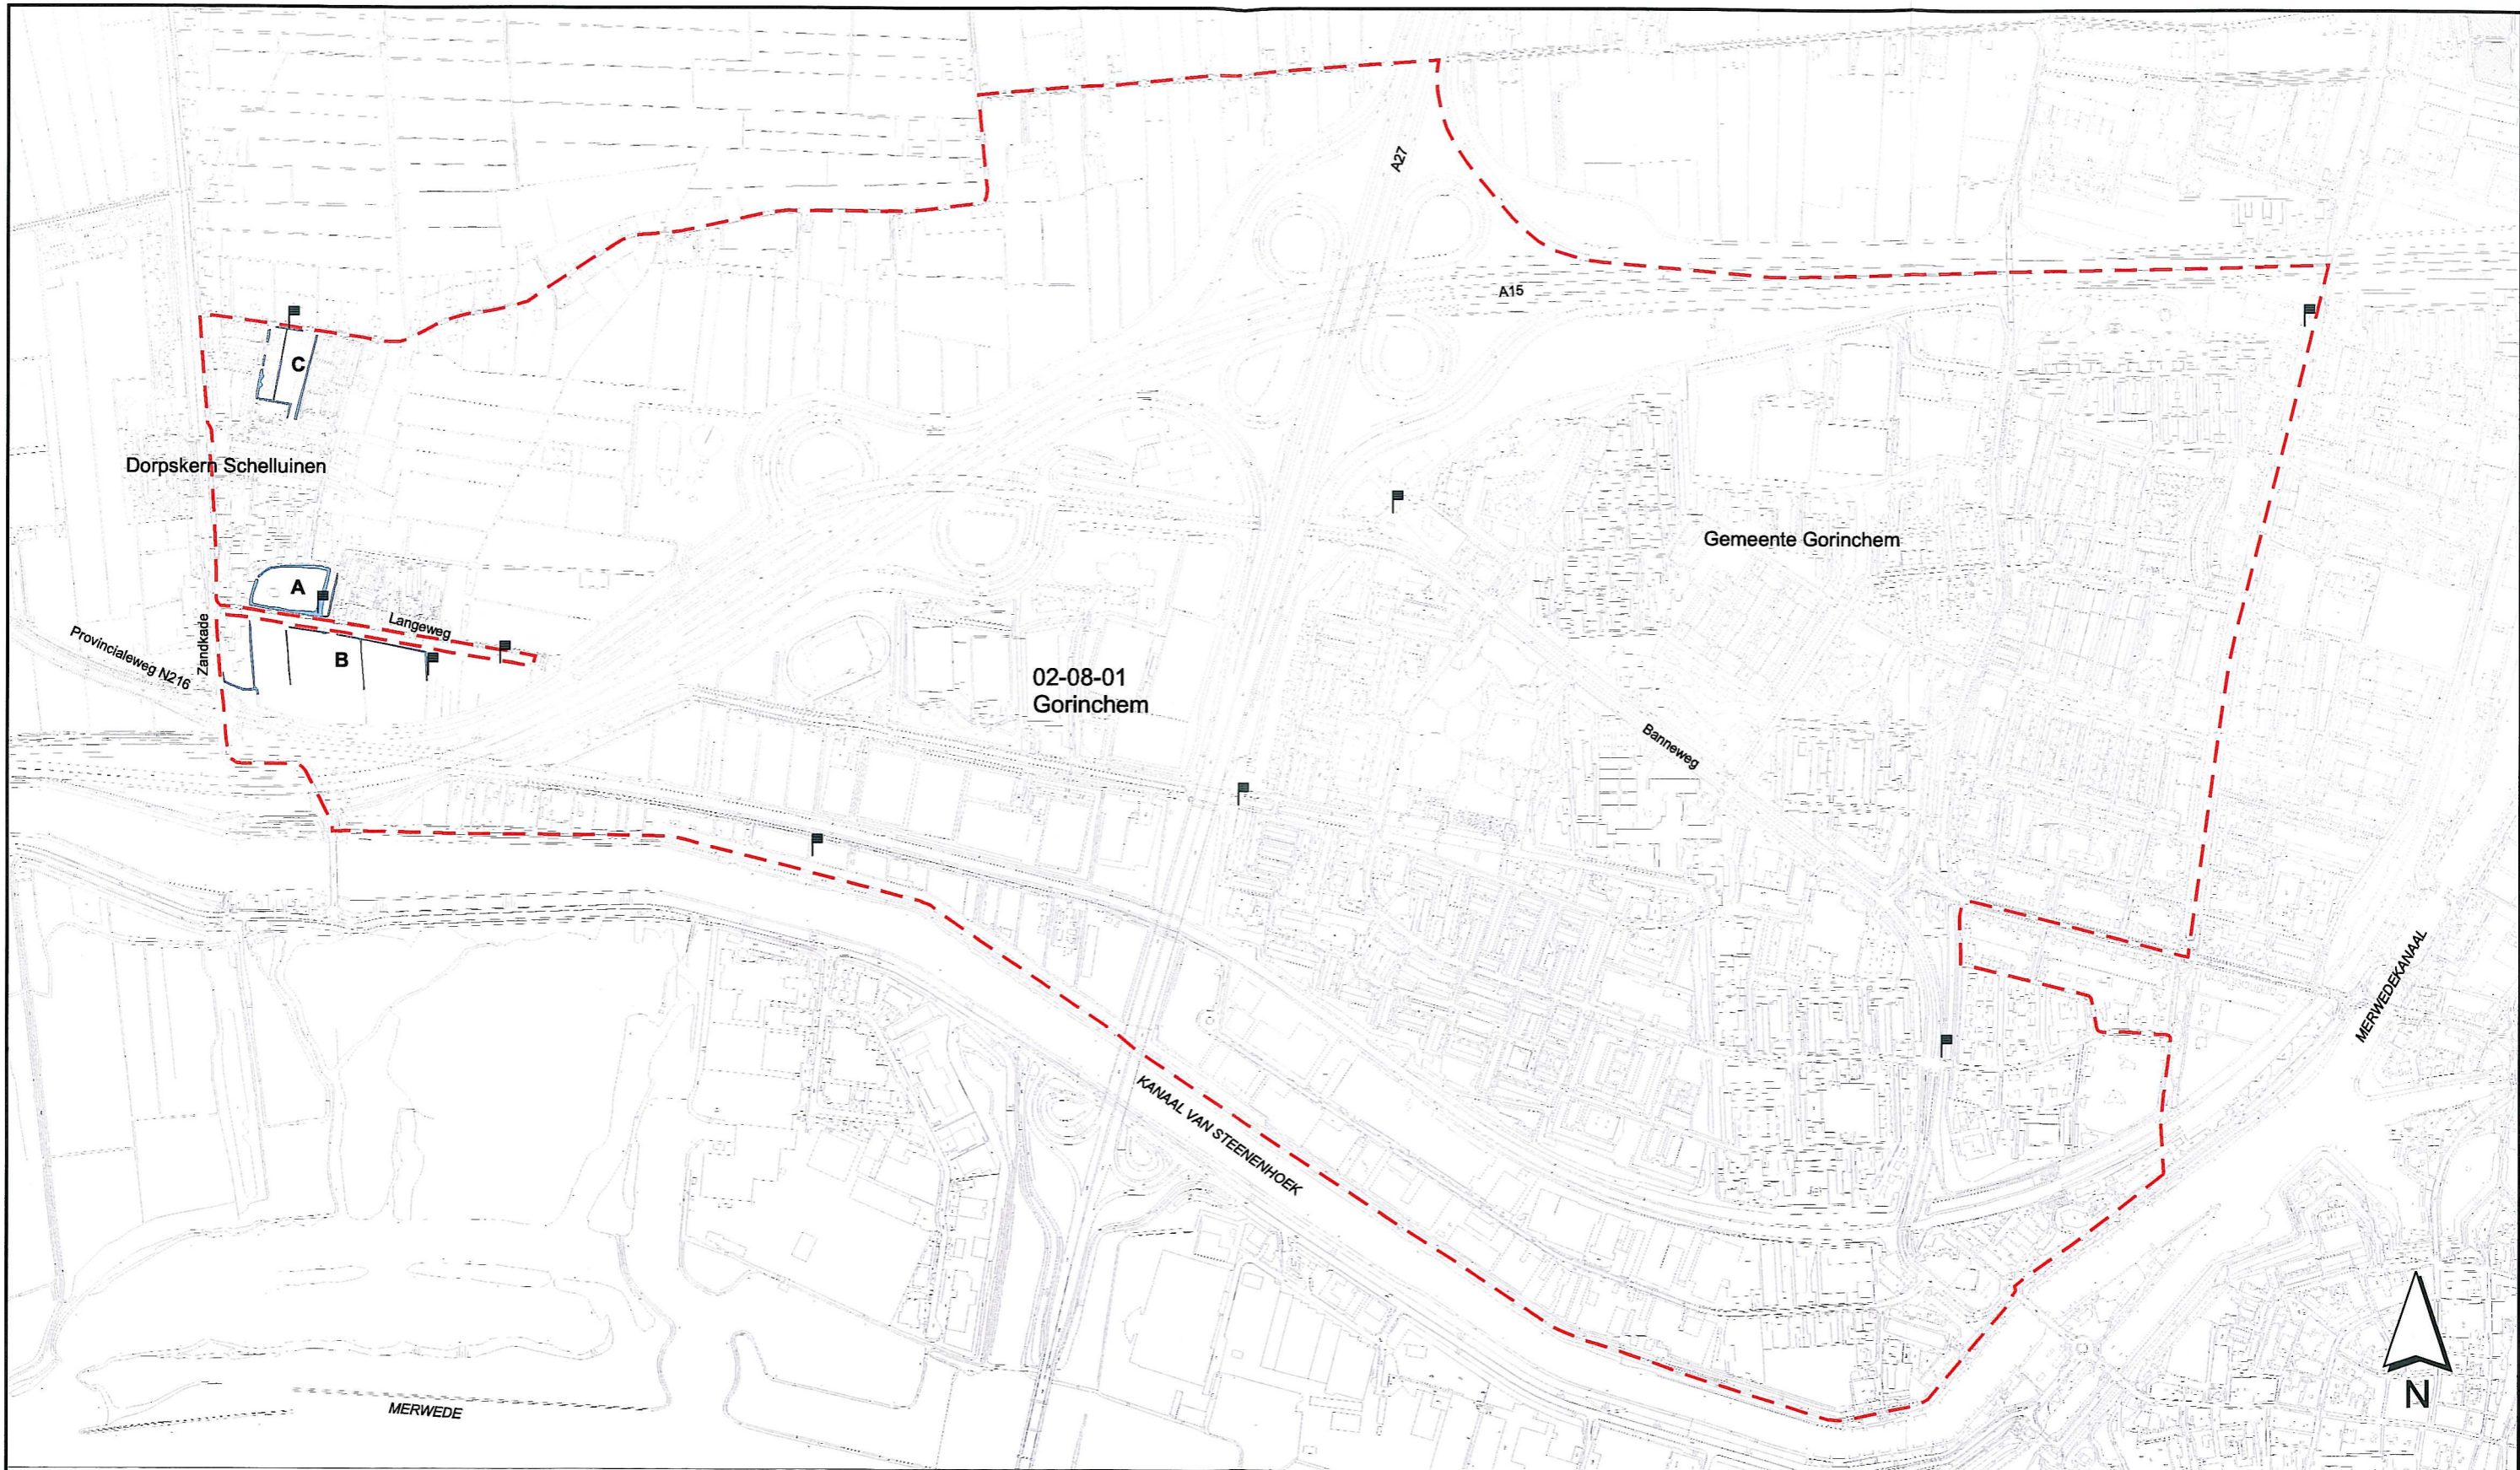 A27
A15
C
Dorpskern Schelluinen
Gemeente Gorinchem
A
Langeweg
Zandkade
Provincialeweg N216
B
02-08-01
Gorinchem
Banneweg
MERWEDEKANAAL
KANAAL VAN STEENENHOEK
MERWEDE
N